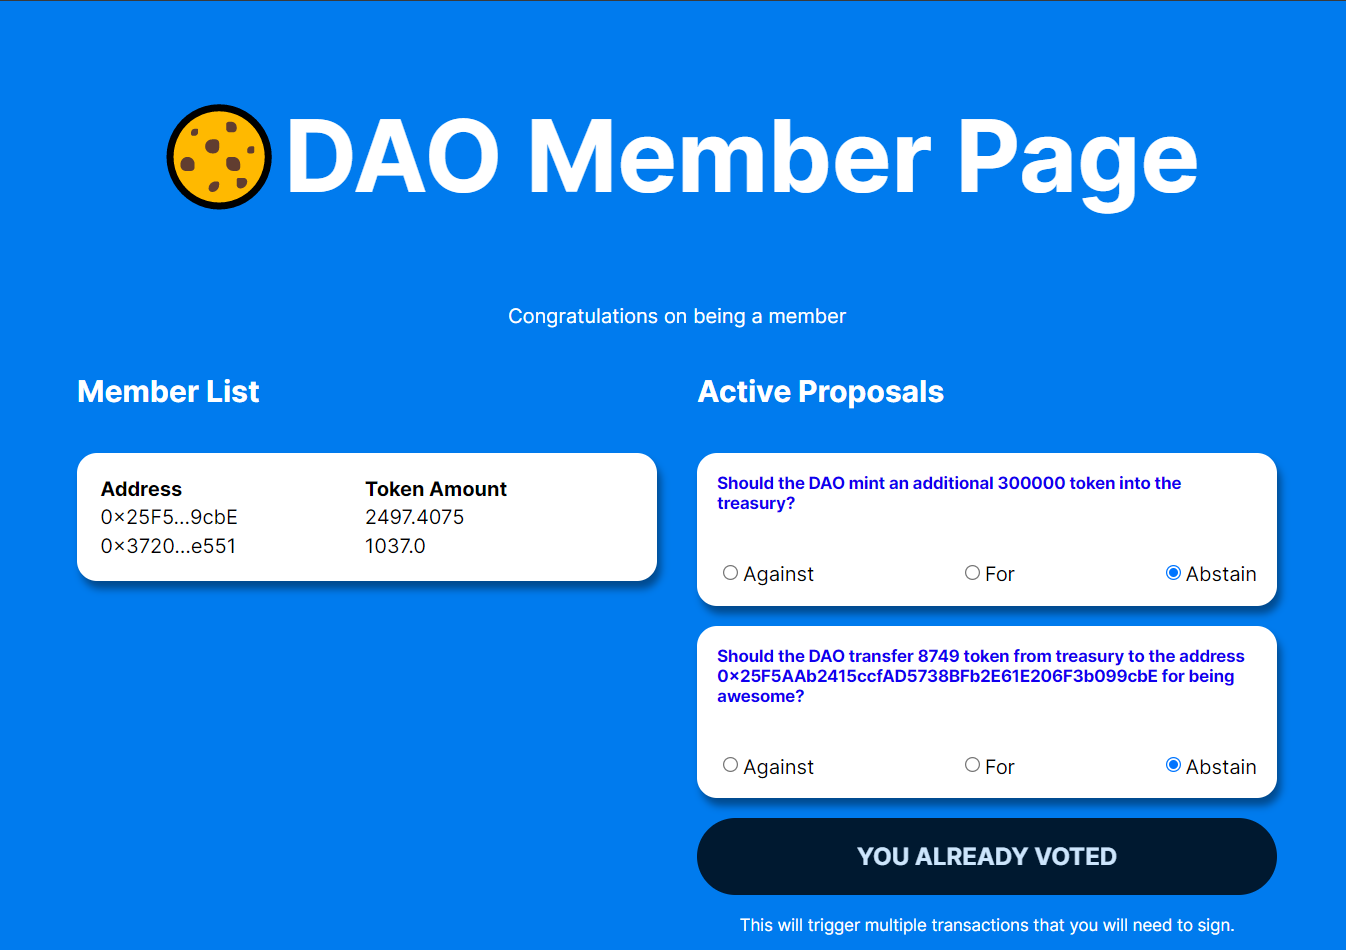 DAO Member Page
Congratulations on being a member
Member List
Address Token Amount
0x25F5...9cbE 2497.4075
0x3720...e551 1037.0
Active Proposals
Should the DAO mint an additional 300000 token into the
treasury?
Against For Abstain
Should the DAO transfer 8749 token from treasury to the address
0x25F5AAb2415ccfAD5738BFb2E61E206F3b099cbE for being
awesome?
Against For Abstain
YOU ALREADY VOTED
This will trigger multiple transactions that you will need to sign.